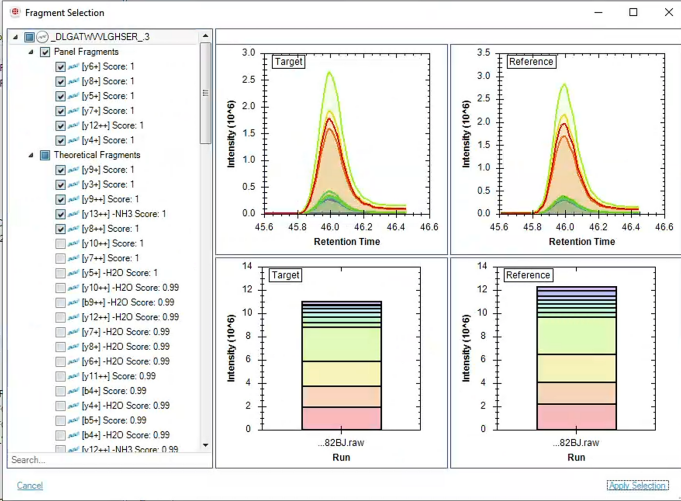 Fragment Selection
_DLGATWVVLGHSER_.3
Panel Fragments
[y6+] Score: 1
[y8+] Score: 1
[y5+] Score: 1
[y7+] Score: 1
[y12++] Score: 1
[y4+] Score: 1
Theoretical Fragments
[y9+] Score: 1
[y3+] Score: 1
[y9++] Score: 1
[y13++] -NH3 Score: 1
[y8++] Score: 1
[y10++] Score: 1
[y7++] Score: 1
[y5+] -H2O Score: 1
[y10++] -H2O Score: 0.99
[b9++] -H2O Score: 0.99
[y12++] -H2O Score: 0.99
[y7+] -H2O Score: 0.99
[y8+] -H2O Score: 0.99
[y6+] -H2O Score: 0.99
[y11++] Score: 0.99
[b4+] Score: 0.99
[y4+] -H2O Score: 0.99
[b5+] Score: 0.99
[b4+] -H2O Score: 0.99
[y12++] -NH3 Score: 0.99
Search...
Cancel
Target
Intensity (10^6)
3.0
2.5
2.0
1.5
1.0
0.5
0.0
45.6 45.8 46.0 46.2 46.4 46.6
Retention Time
Reference
Intensity (10^6)
3.5
3.0
2.5
2.0
1.5
1.0
0.5
0.0
45.6 45.8 46.0 46.2 46.4 46.6
Retention Time
Target
Intensity (10^6)
14
12
10
8
6
4
2
0
...82BJ.raw
Run
Reference
Intensity (10^6)
14
12
10
8
6
4
2
0
...82BJ.raw
Run
Apply Selection